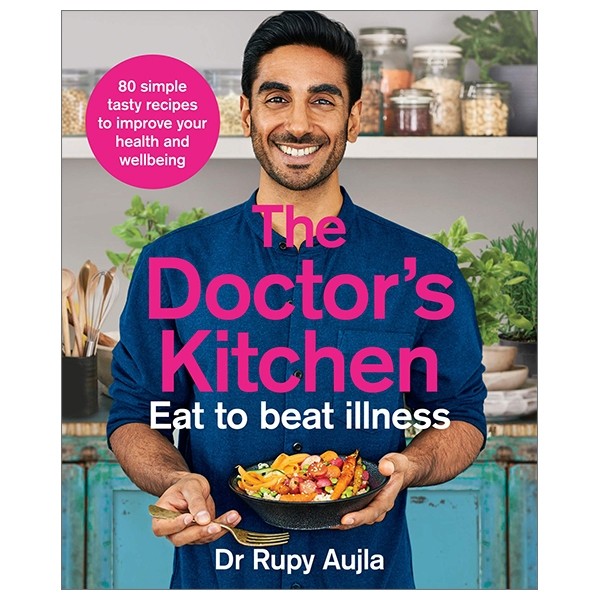 80 simple
tasty recipes
to improve your
health and
wellbeing
The
Doctor's
Kitchen
Eat to beat illness
Dr Rupy Aujla